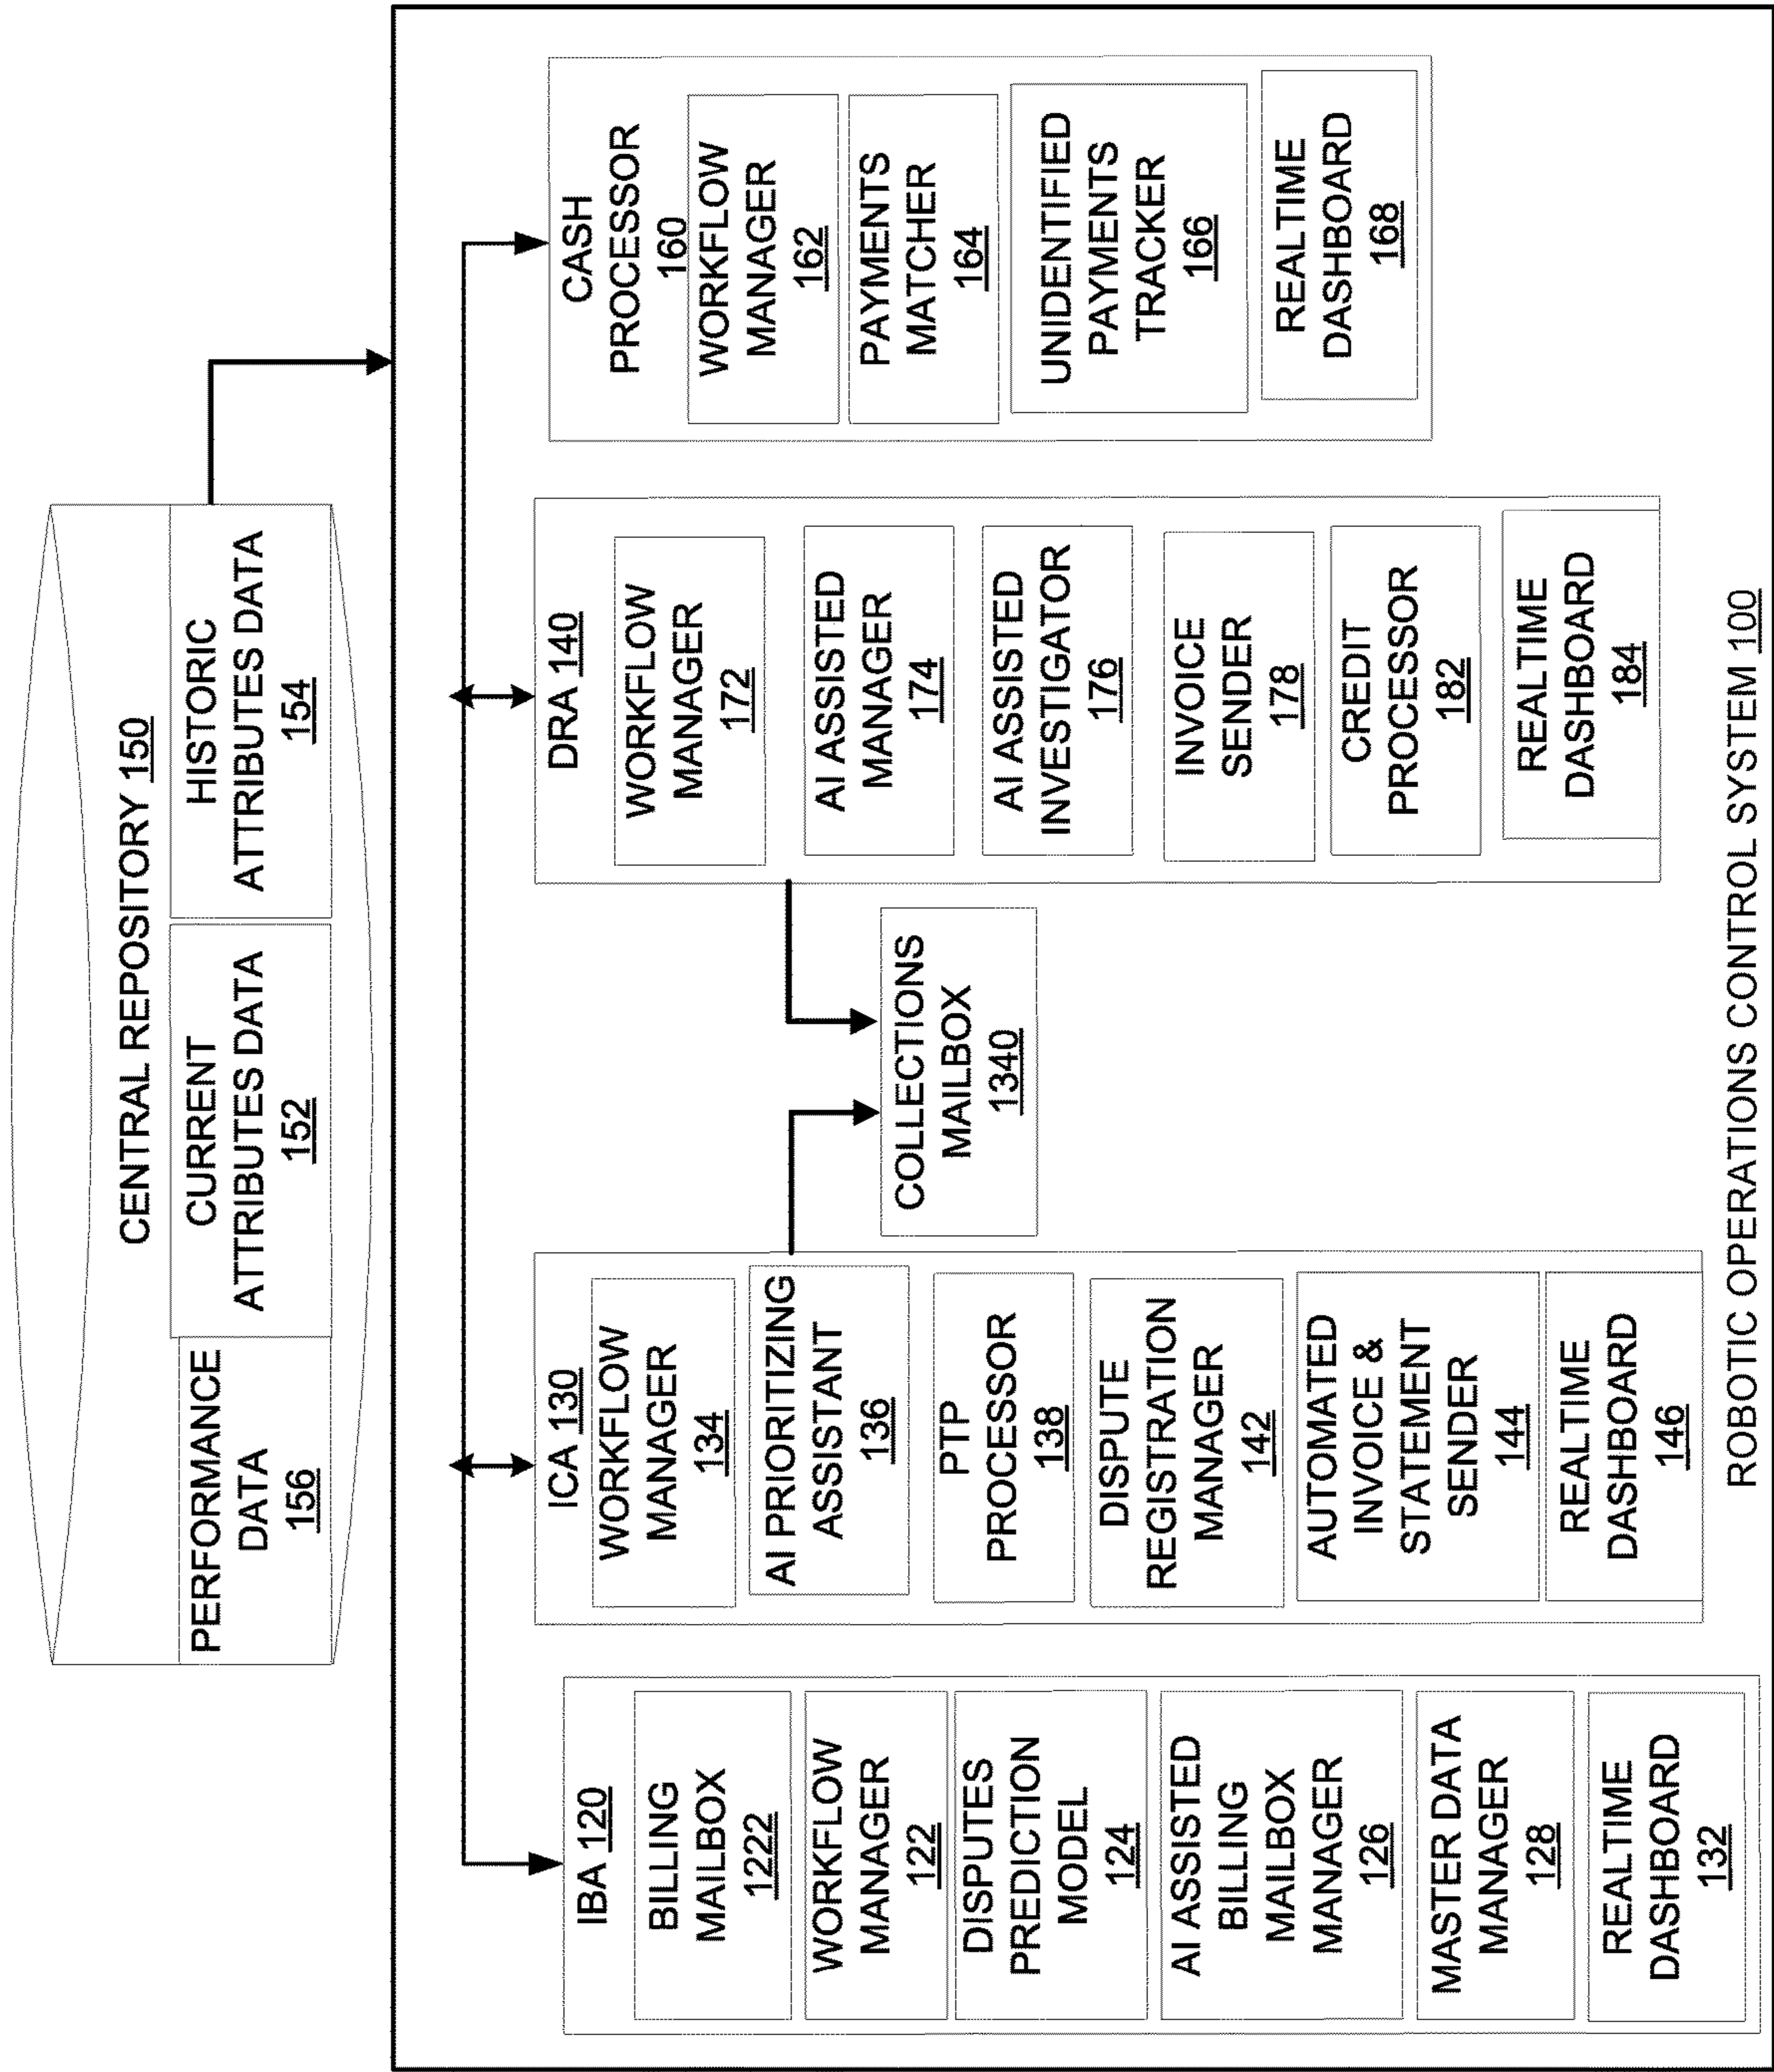 CENTRAL REPOSITORY 150
PERFORMANCE
DATA
156
CURRENT
ATTRIBUTES DATA
152
HISTORIC
ATTRIBUTES DATA
154
IBA 120
BILLING
MAILBOX
1222
WORKFLOW
MANAGER
122
DISPUTES
PREDICTION
MODEL
124
AI ASSISTED
BILLING
MAILBOX
MANAGER
126
MASTER DATA
MANAGER
128
REALTIME
DASHBOARD
132
ICA 130
WORKFLOW
MANAGER
134
AI PRIORITIZING
ASSISTANT
136
PTP
PROCESSOR
138
DISPUTE
REGISTRATION
MANAGER
142
AUTOMATED
INVOICE &
STATEMENT
SENDER
144
REALTIME
DASHBOARD
146
COLLECTIONS
MAILBOX
1340
DRA 140
WORKFLOW
MANAGER
172
AI ASSISTED
MANAGER
174
AI ASSISTED
INVESTIGATOR
176
INVOICE
SENDER
178
CREDIT
PROCESSOR
182
REALTIME
DASHBOARD
184
CASH
PROCESSOR
160
WORKFLOW
MANAGER
162
PAYMENTS
MATCHER
164
UNIDENTIFIED
PAYMENTS
TRACKER
166
REALTIME
DASHBOARD
168
ROBOTIC OPERATIONS CONTROL SYSTEM 100